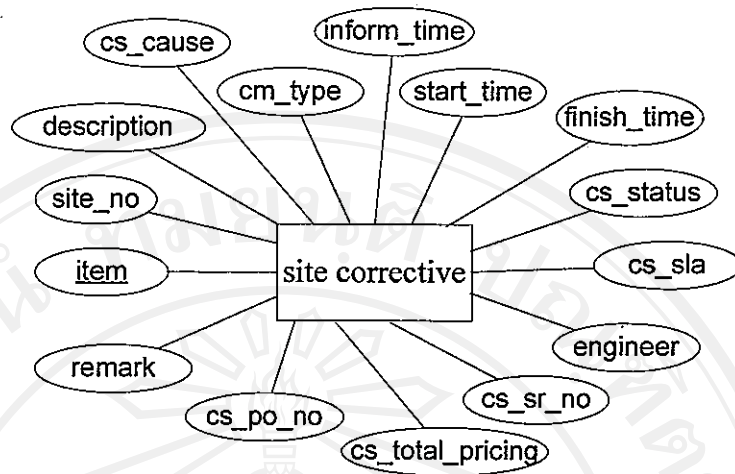 inform_time
cs_cause
cm_type
start_time
finish_time
description
cs_status
site_no
site corrective
cs_sla
item
engineer
remark
cs_sr_no
cs_po_no
cs_total_pricing